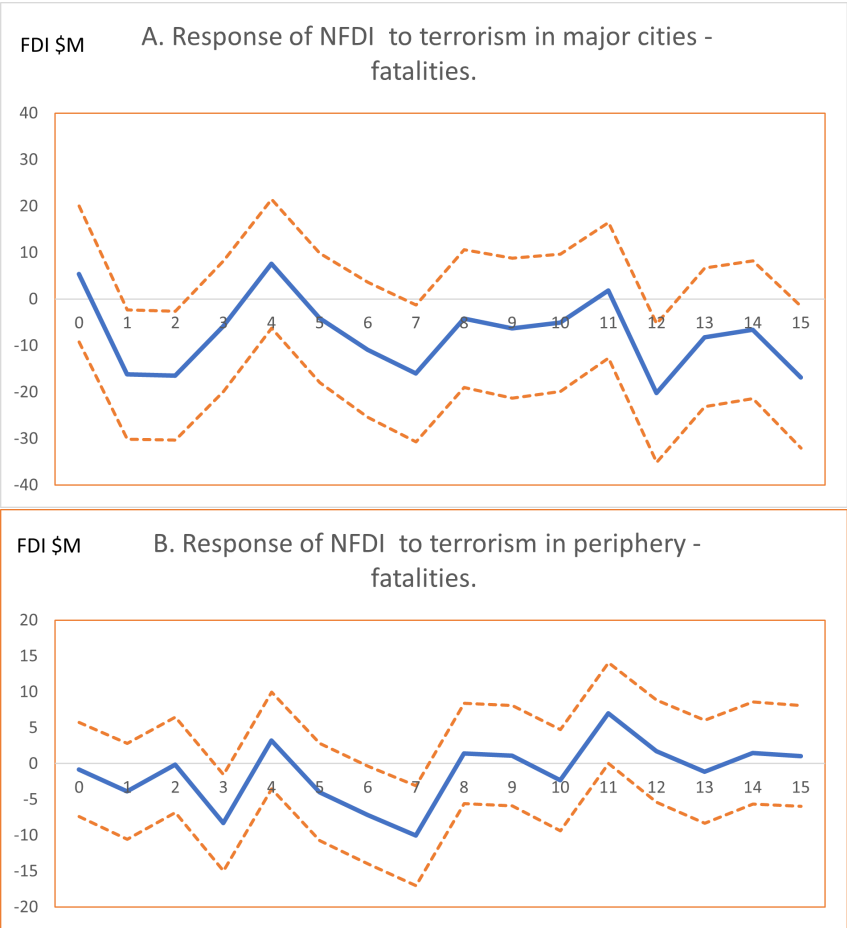 FDI $M
A. Response of NFDI to terrorism in major cities -
fatalities.
40
30
20
10
0
0 1 2 3 4 5 6 7 8 9 10 11 12 13 14 15
-10
-20
-30
-40
FDI $M
B. Response of NFDI to terrorism in periphery -
fatalities.
20
15
10
5
0
0 1 2 3 4 5 6 7 8 9 10 11 12 13 14 15
-5
-10
-15
-20